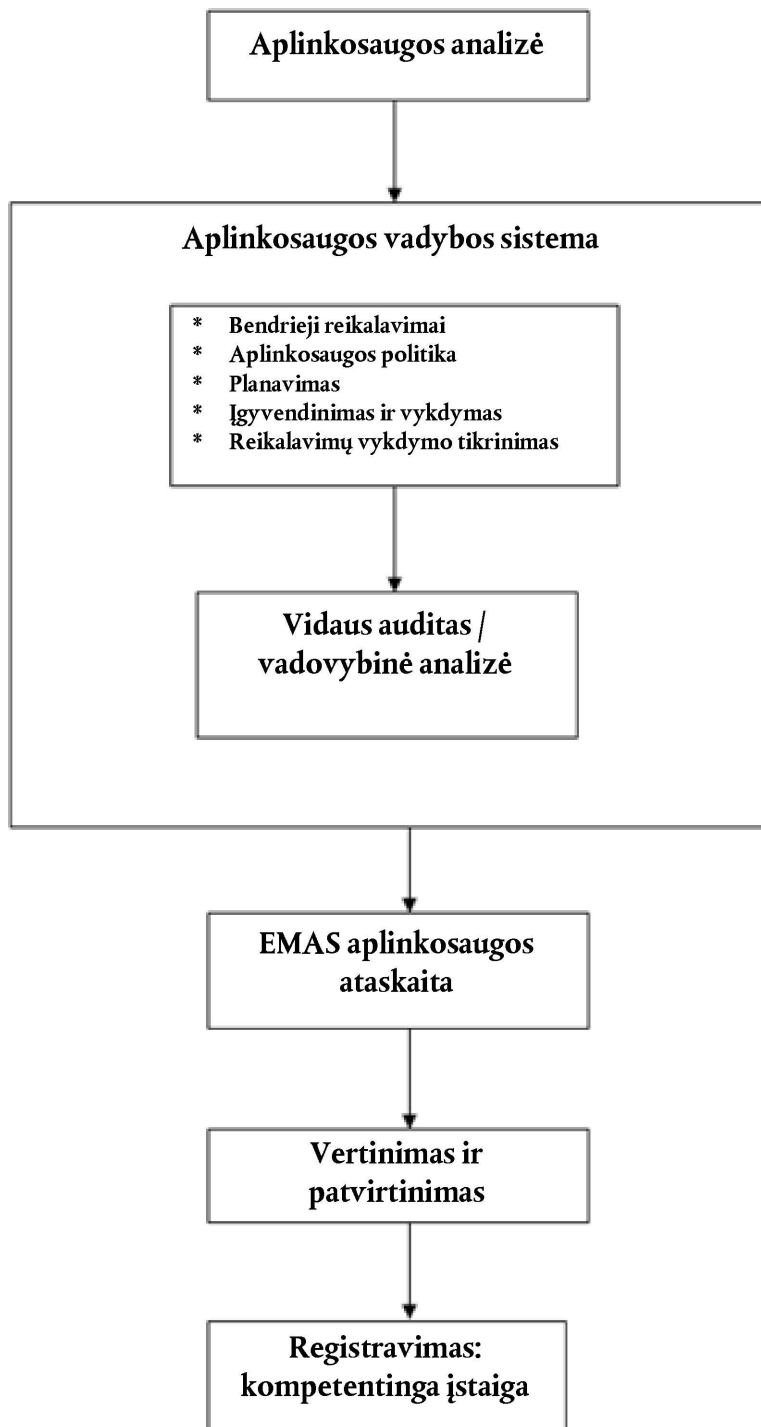 Aplinkosaugos analizė
Aplinkosaugos vadybos sistema
* Bendrieji reikalavimai
* Aplinkosaugos politika
* Planavimas
* Įgyvendinimas ir vykdymas
* Reikalavimų vykdymo tikrinimas
Vidaus auditas /
vadovybinė analizė
EMAS aplinkosaugos
ataskaita
Vertinimas ir
patvirtinimas
Registravimas:
kompetentinga įstaiga